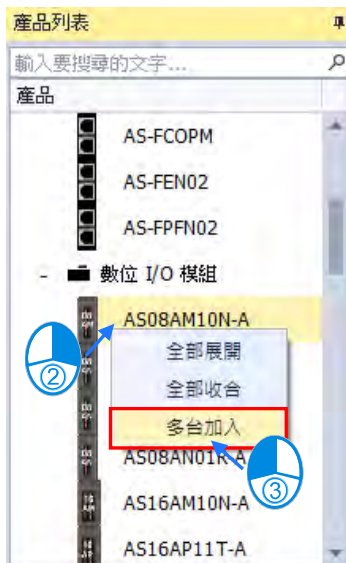 產品列表
輸入要搜尋的文字...
產品
AS-FCOPM
AS-FEN02
AS-FPFN02
- 數位 I/O 模組
AS08AM10N-A
全部展開
②
全部收合
多台加入
AS08AN01R-A
③
AS16AM10N-A
AS16AP11T-A